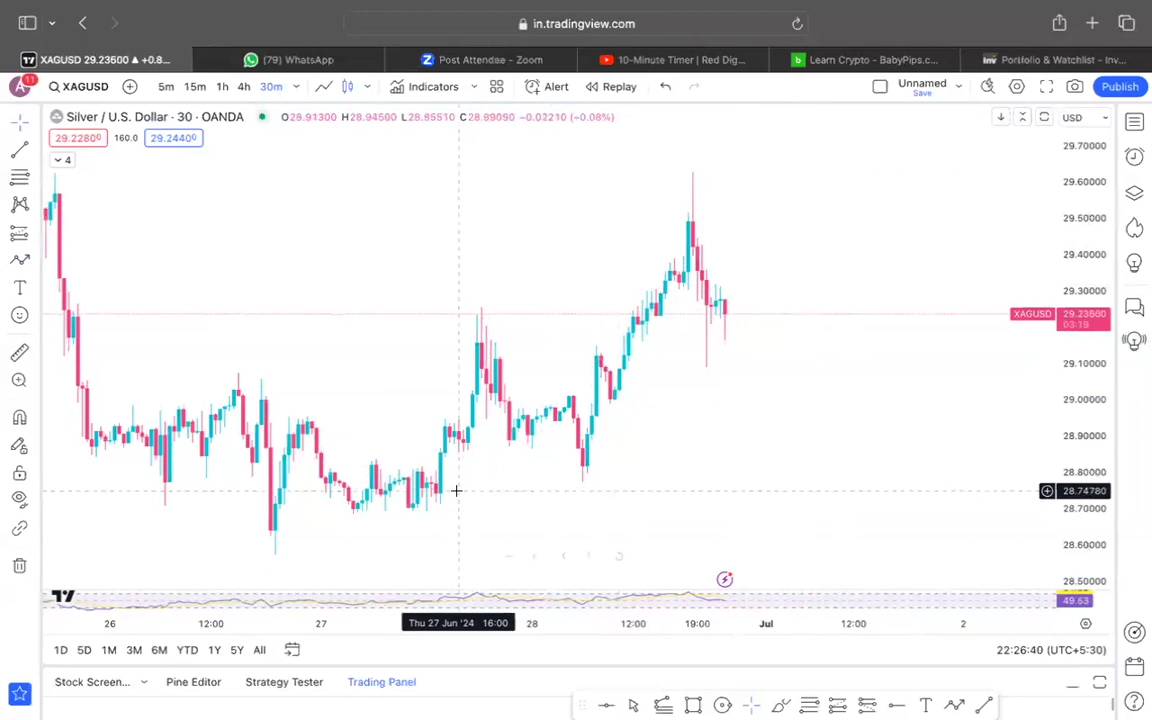 in.tradingview.com
XAGUSD 29.23500 ▲ +0.8...
(79) WhatsApp
Post Attendee - Zoom
10-Minute Timer | Red Dig...
Learn Crypto - BabyPips.c...
Portfolio & Watchlist - Inv...
A 11 XAGUSD 5m 15m 1h 4h 30m Indicators Alert Replay Unnamed Save Publish
Silver / U.S. Dollar · 30 · OANDA
O28.91300 H28.94500 L28.85510 C28.89090 −0.02210 (−0.08%)
USD
29.22800 160.0 29.24400
4
29.70000
29.60000
29.50000
29.40000
29.30000
XAGUSD 29.23500
03:19
29.10000
29.00000
28.90000
28.80000
28.74780
28.70000
28.60000
28.50000
49.63
26 12:00 27 Thu 27 Jun '24 16:00 28 12:00 19:00 Jul 12:00 2
1D 5D 1M 3M 6M YTD 1Y 5Y All
22:26:40 (UTC+5:30)
Stock Screen... Pine Editor Strategy Tester Trading Panel